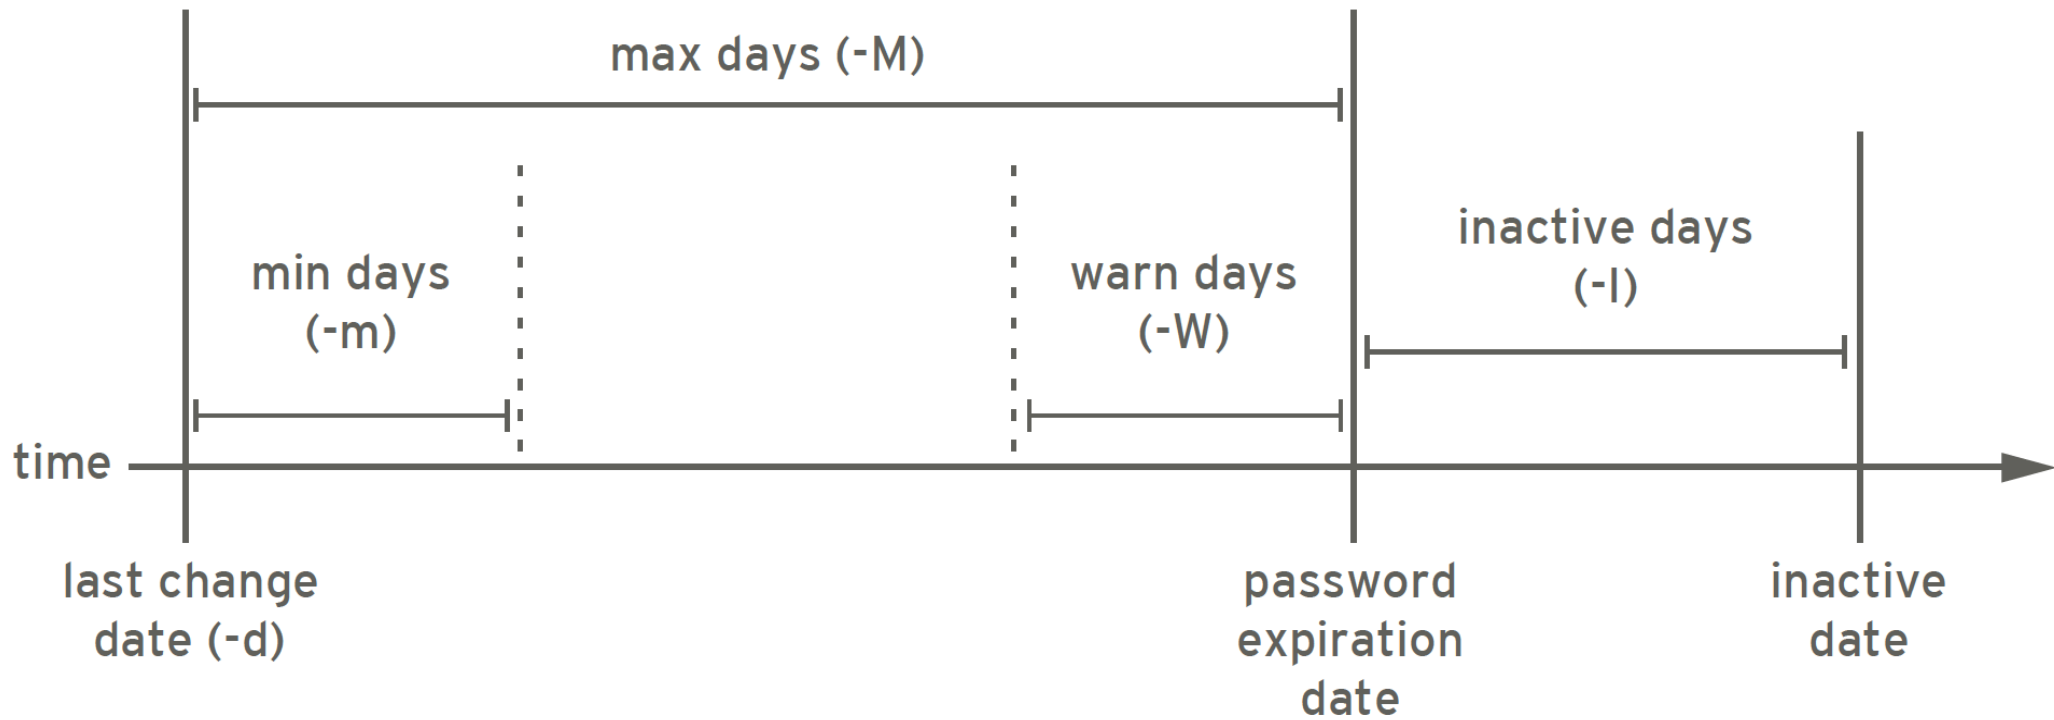 max days (-M)
min days
(-m)
warn days
(-W)
inactive days
(-I)
time
last change
date (-d)
password
expiration
date
inactive
date